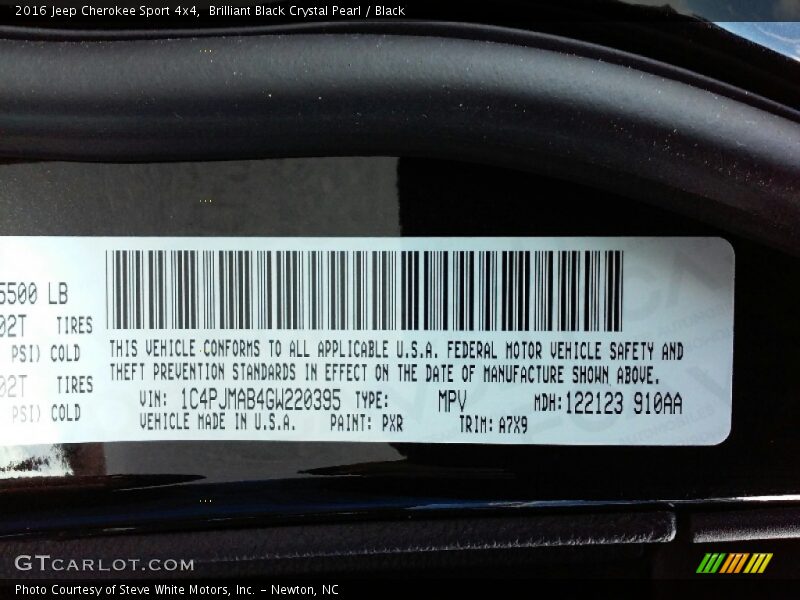 2016 Jeep Cherokee Sport 4x4, Brilliant Black Crystal Pearl / Black
5500 LB
02T TIRES
PSI) COLD
02T TIRES
PSI) COLD
THIS VEHICLE CONFORMS TO ALL APPLICABLE U.S.A. FEDERAL MOTOR VEHICLE SAFETY AND
THEFT PREVENTION STANDARDS IN EFFECT ON THE DATE OF MANUFACTURE SHOWN ABOVE.
VIN: 1C4PJMAB4GW220395 TYPE: MPV MDH:122123 910AA
VEHICLE MADE IN U.S.A. PAINT: PXR TRIM: A7X9
GTCARLOT.COM
Photo Courtesy of Steve White Motors, Inc. – Newton, NC